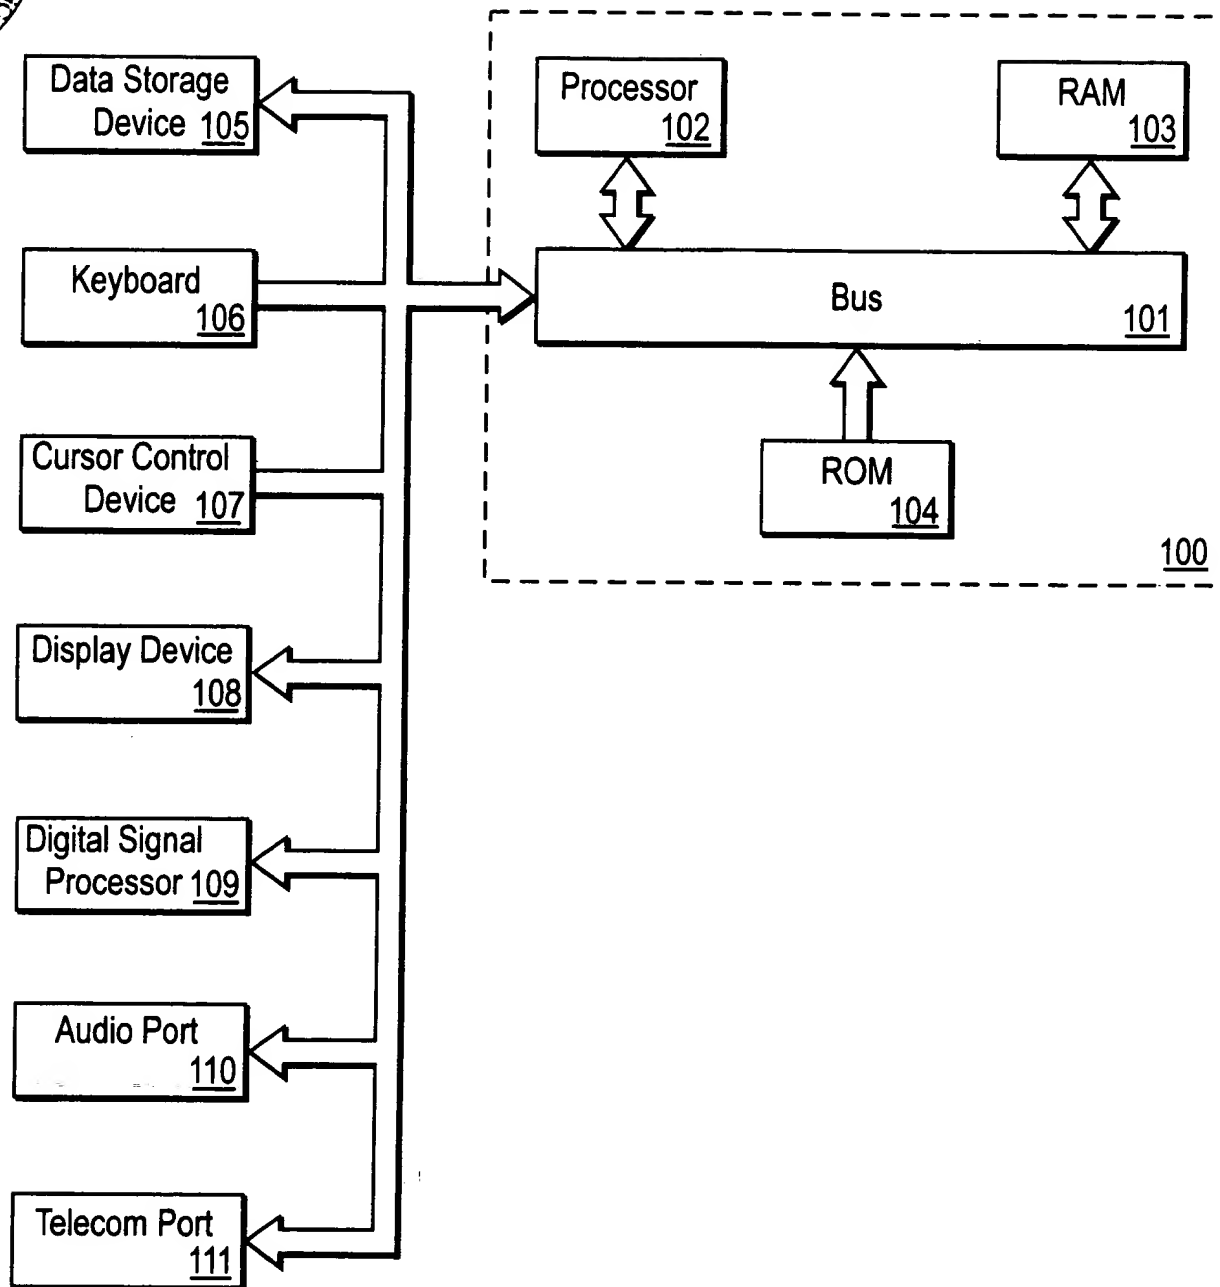 Data Storage
Device 105
Keyboard
106
Cursor Control
Device 107
Display Device
108
Digital Signal
Processor 109
Audio Port
110
Telecom Port
111
Processor
102
RAM
103
Bus
101
ROM
104
100